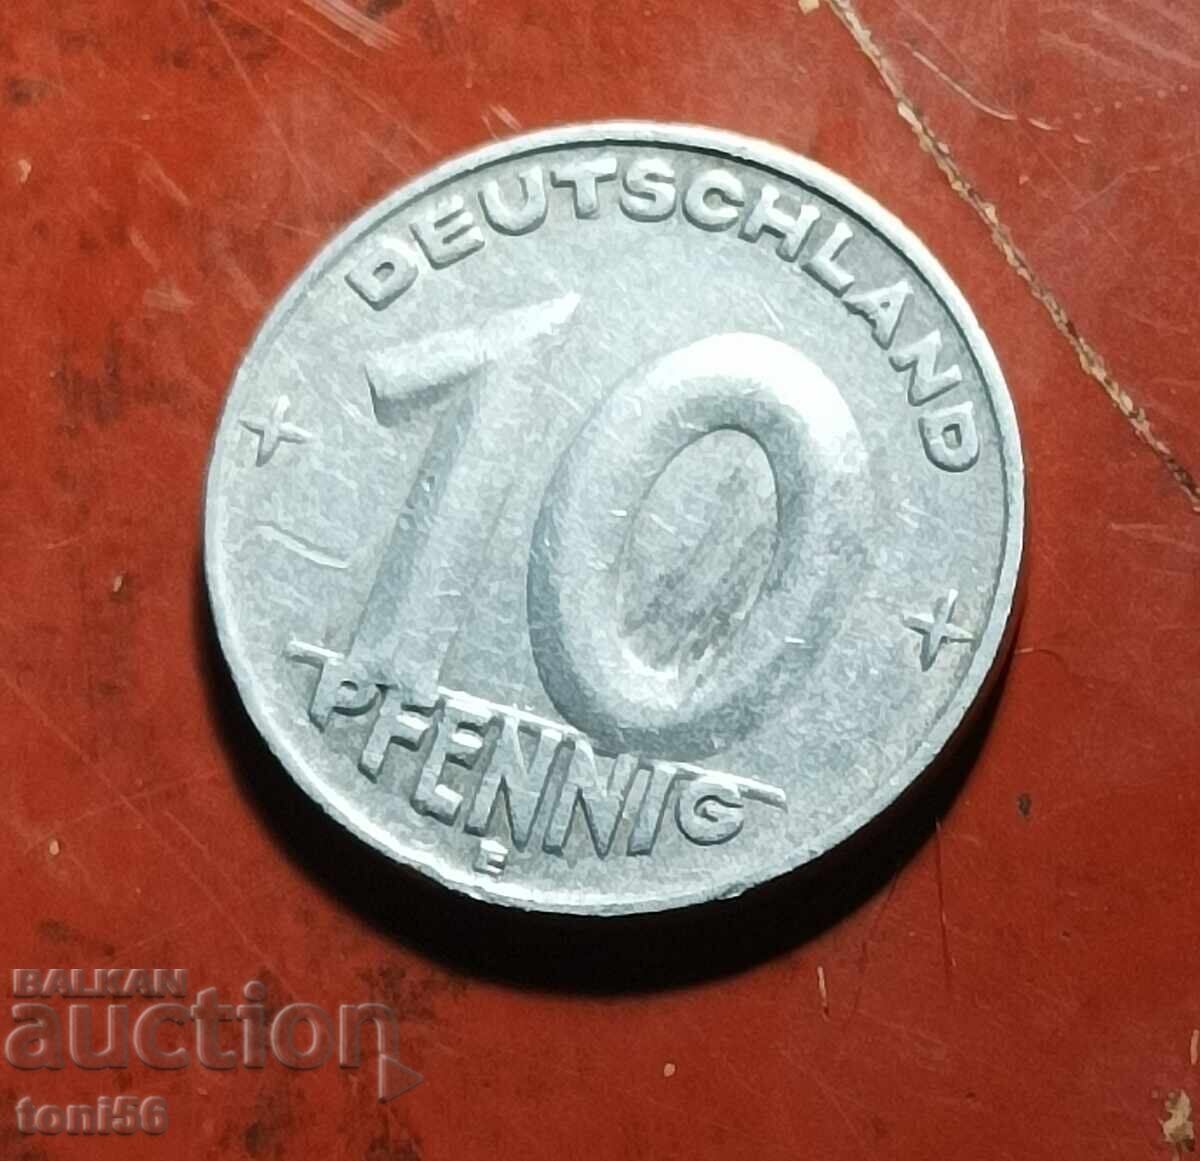 DEUTSCHLAND
10
PFENNIG
E
BALKAN
auction
toni56